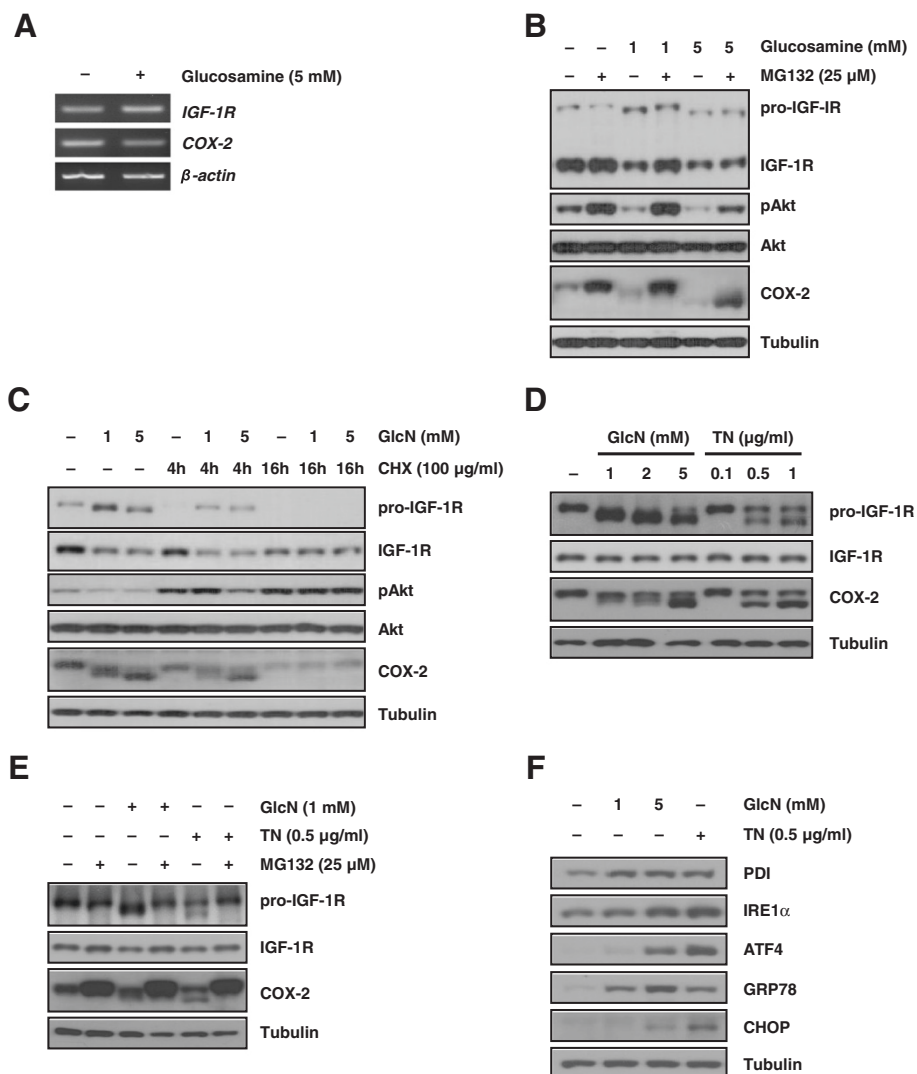 A
– + Glucosamine (5 mM)
IGF-1R
COX-2
β-actin
B
– – 1 1 5 5 Glucosamine (mM)
– + – + – + MG132 (25 µM)
pro-IGF-IR
IGF-1R
pAkt
Akt
COX-2
Tubulin
C
– 1 5 – 1 5 – 1 5 GlcN (mM)
– – – 4h 4h 4h 16h 16h 16h CHX (100 µg/ml)
pro-IGF-1R
IGF-1R
pAkt
Akt
COX-2
Tubulin
D
GlcN (mM) TN (µg/ml)
– 1 2 5 0.1 0.5 1
pro-IGF-1R
IGF-1R
COX-2
Tubulin
E
– – + + – – GlcN (1 mM)
– – – – + + TN (0.5 µg/ml)
– + – + – + MG132 (25 µM)
pro-IGF-1R
IGF-1R
COX-2
Tubulin
F
– 1 5 – GlcN (mM)
– – – + TN (0.5 µg/ml)
PDI
IRE1α
ATF4
GRP78
CHOP
Tubulin